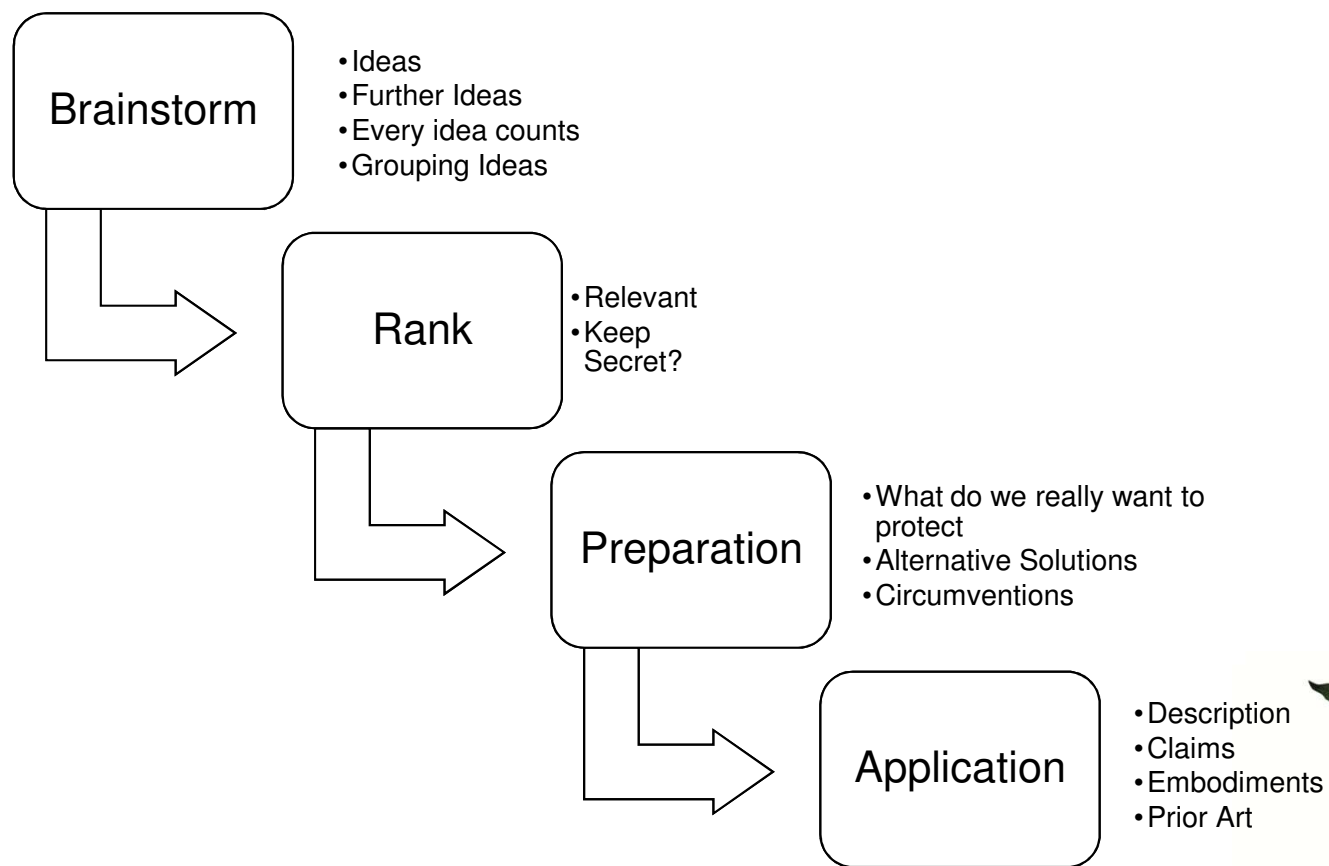 Brainstorm
•Ideas
•Further Ideas
•Every idea counts
•Grouping Ideas
Rank
•Relevant
•Keep
Secret?
Preparation
•What do we really want to
protect
•Alternative Solutions
•Circumventions
Application
•Description
•Claims
•Embodiments
•Prior Art